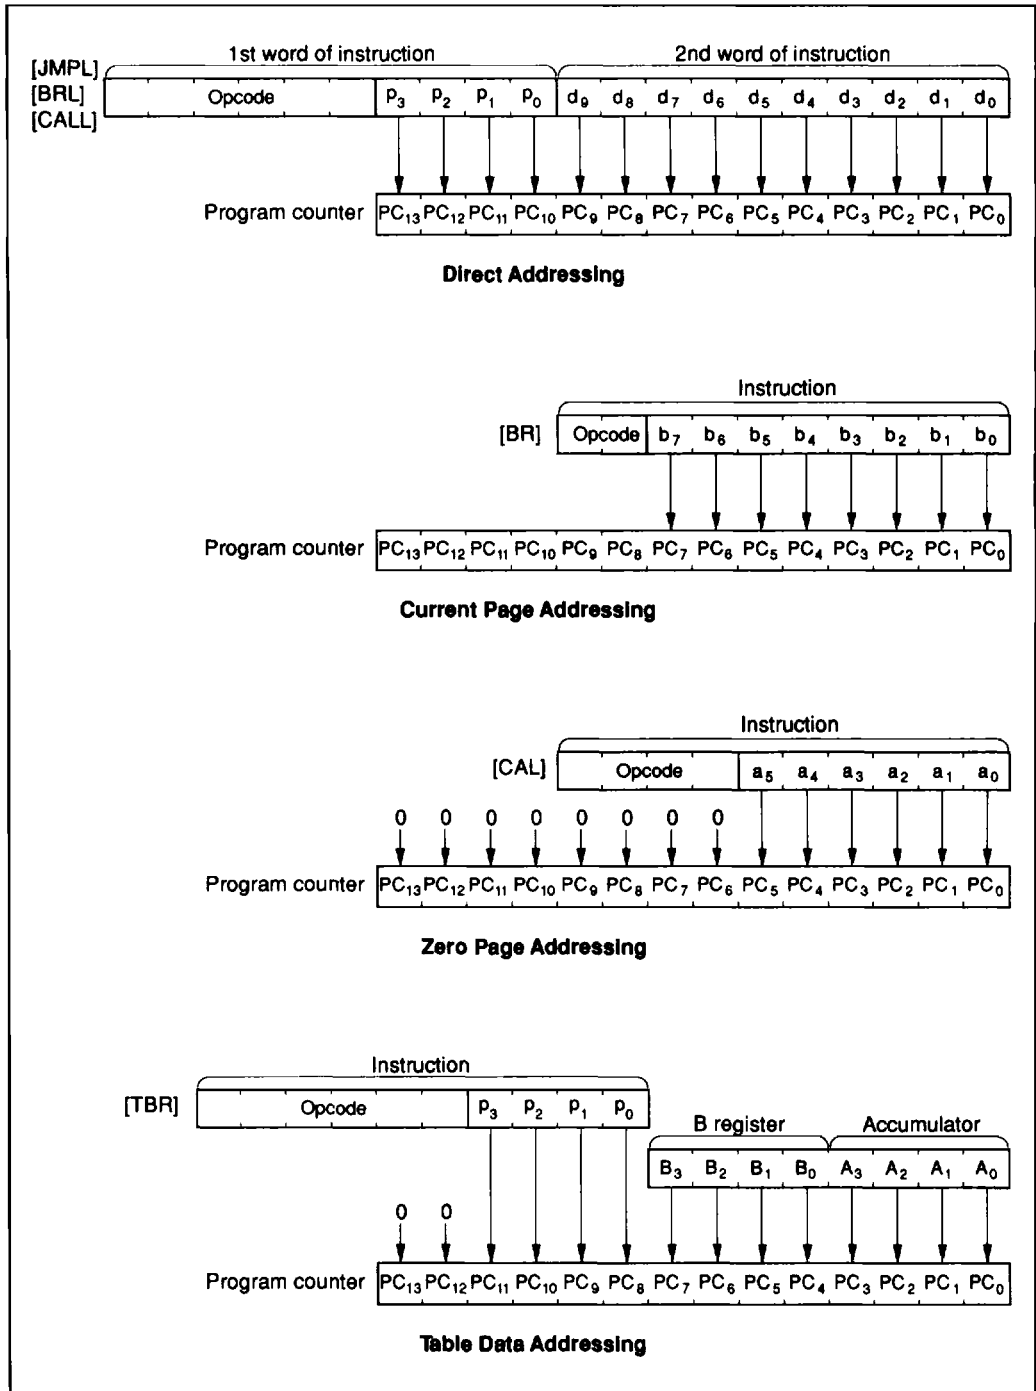 1st word of instruction 2nd word of instruction
[JMPL]
[BRL] Opcode p3 p2 p1 p0 d9 d8 d7 d6 d5 d4 d3 d2 d1 d0
[CALL]
Program counter PC13 PC12 PC11 PC10 PC9 PC8 PC7 PC6 PC5 PC4 PC3 PC2 PC1 PC0
Direct Addressing
Instruction
[BR] Opcode b7 b6 b5 b4 b3 b2 b1 b0
Program counter PC13 PC12 PC11 PC10 PC9 PC8 PC7 PC6 PC5 PC4 PC3 PC2 PC1 PC0
Current Page Addressing
Instruction
[CAL] Opcode a5 a4 a3 a2 a1 a0
0 0 0 0 0 0 0 0
Program counter PC13 PC12 PC11 PC10 PC9 PC8 PC7 PC6 PC5 PC4 PC3 PC2 PC1 PC0
Zero Page Addressing
Instruction
[TBR] Opcode p3 p2 p1 p0
B register Accumulator
B3 B2 B1 B0 A3 A2 A1 A0
0 0
Program counter PC13 PC12 PC11 PC10 PC9 PC8 PC7 PC6 PC5 PC4 PC3 PC2 PC1 PC0
Table Data Addressing